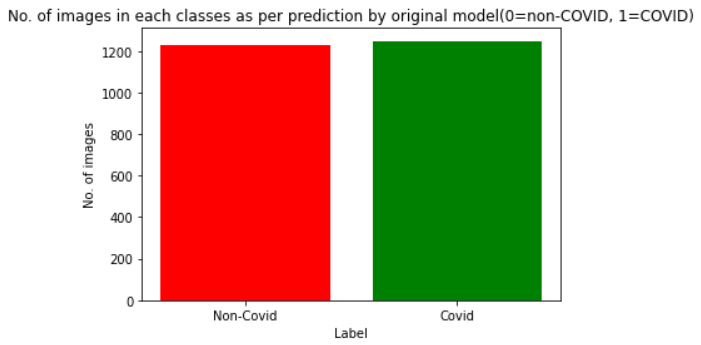 No. of images in each classes as per prediction by original model(0=non-COVID, 1=COVID)
No. of images
1200
1000
800
600
400
200
0
Non-Covid Covid
Label